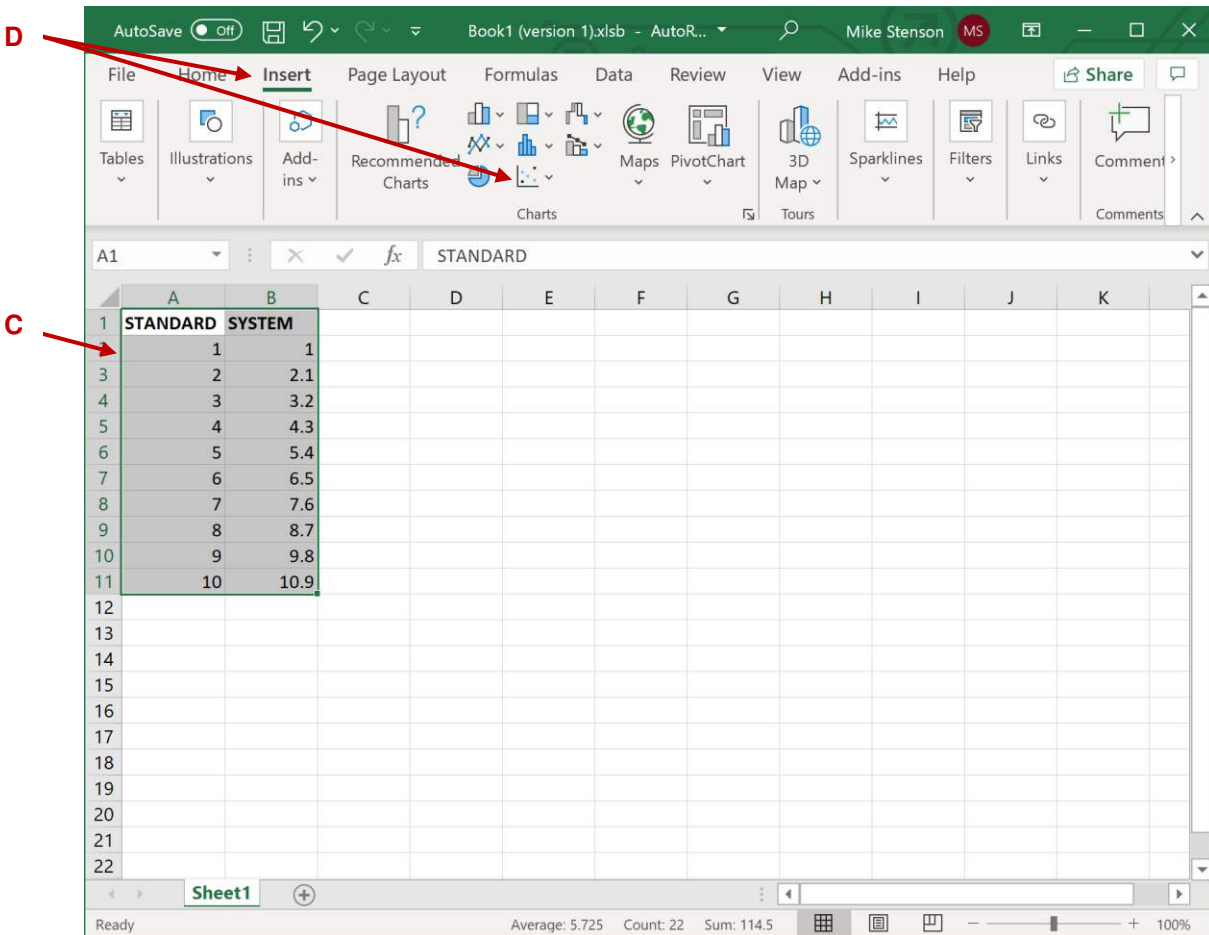 D
AutoSave Off Book1 (version 1).xlsb - AutoR... Mike Stenson MS
File Home Insert Page Layout Formulas Data Review View Add-ins Help Share
Tables Illustrations Add-ins Recommended Charts Maps PivotChart 3D Map Sparklines Filters Links Comment
Charts Tours Comments
A1 fx STANDARD
A B C D E F G H I J K
C
1 STANDARD SYSTEM
1 1
3 2 2.1
4 3 3.2
5 4 4.3
6 5 5.4
7 6 6.5
8 7 7.6
9 8 8.7
10 9 9.8
11 10 10.9
12
13
14
15
16
17
18
19
20
21
22
Sheet1
Ready Average: 5.725 Count: 22 Sum: 114.5 100%